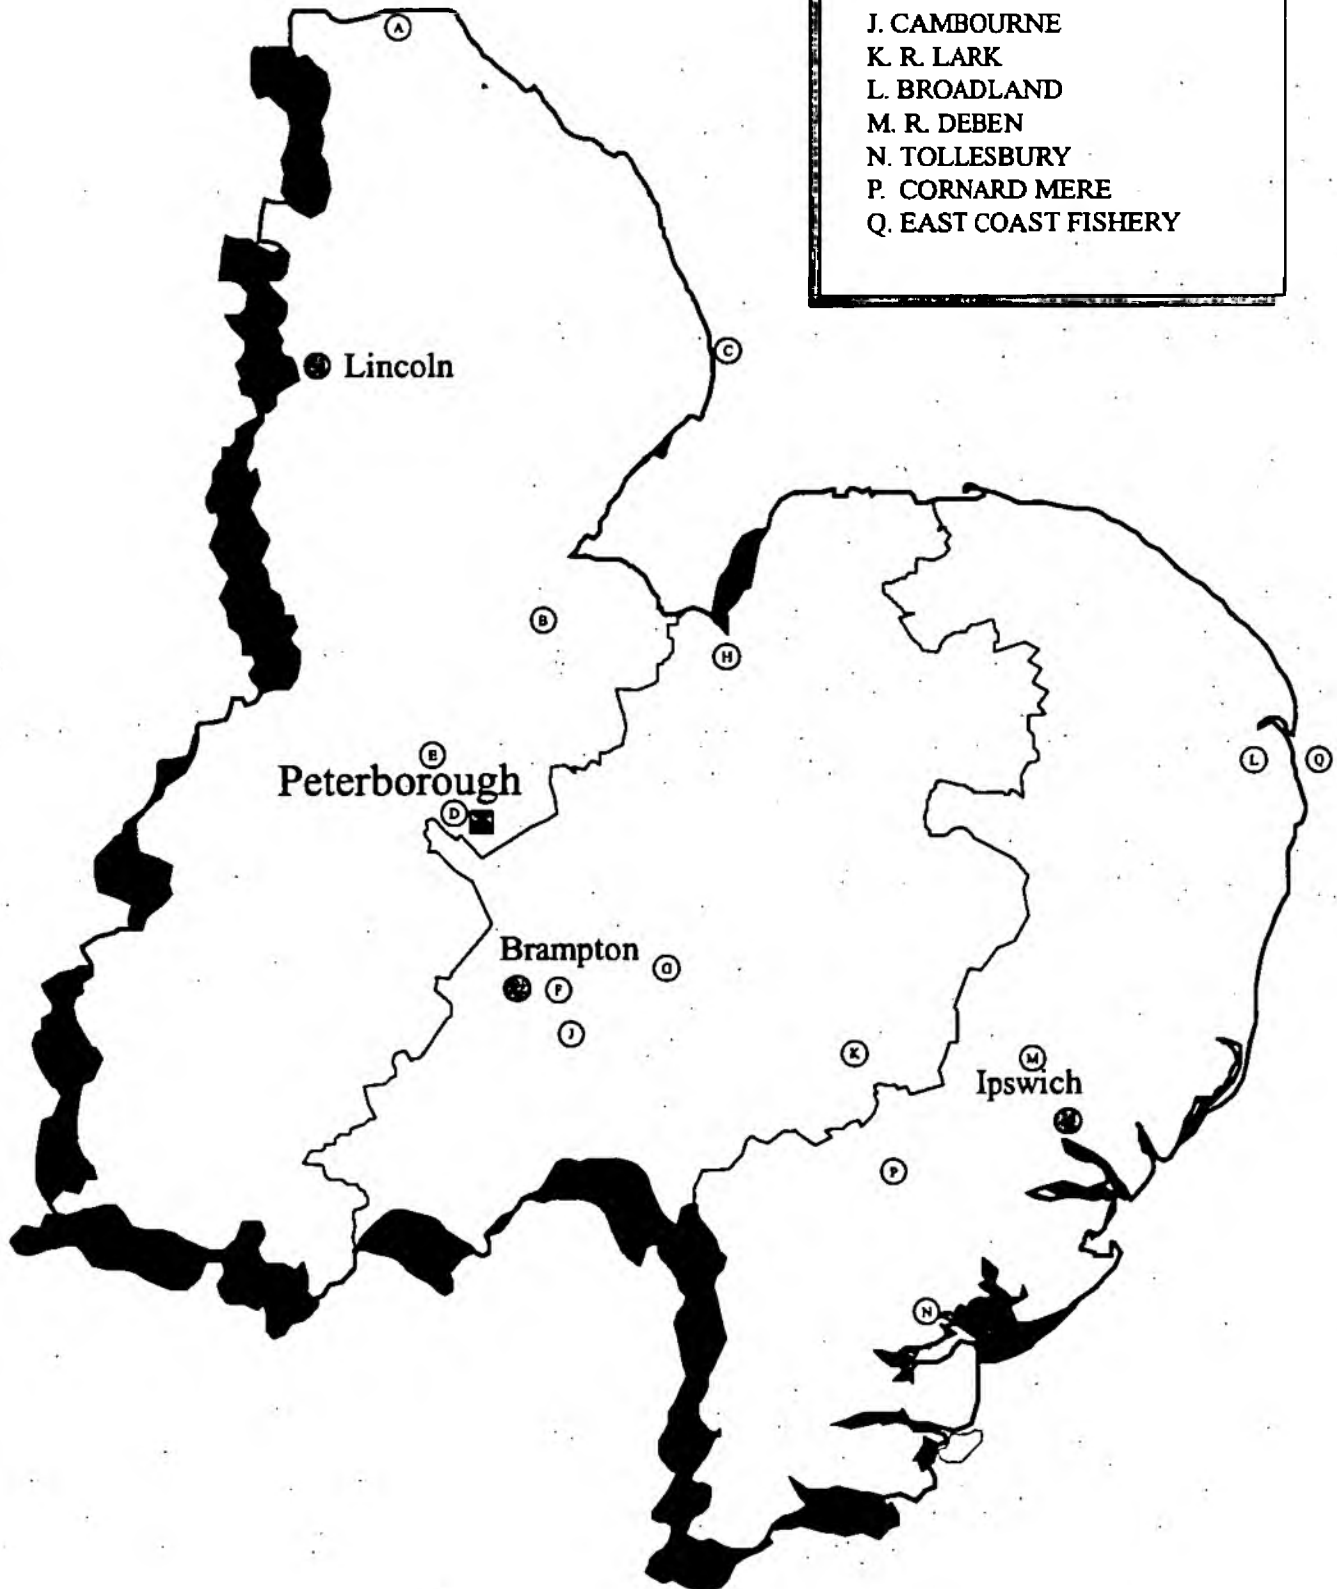 J. CAMBOURNE
K. R. LARK
L. BROADLAND
M. R. DEBEN
N. TOLLESBURY
P. CORNARD MERE
Q. EAST COAST FISHERY
A
C
Lincoln
B
H
E
L
Q
Peterborough
D
Brampton
G
F
J
K
M
Ipswich
P
N